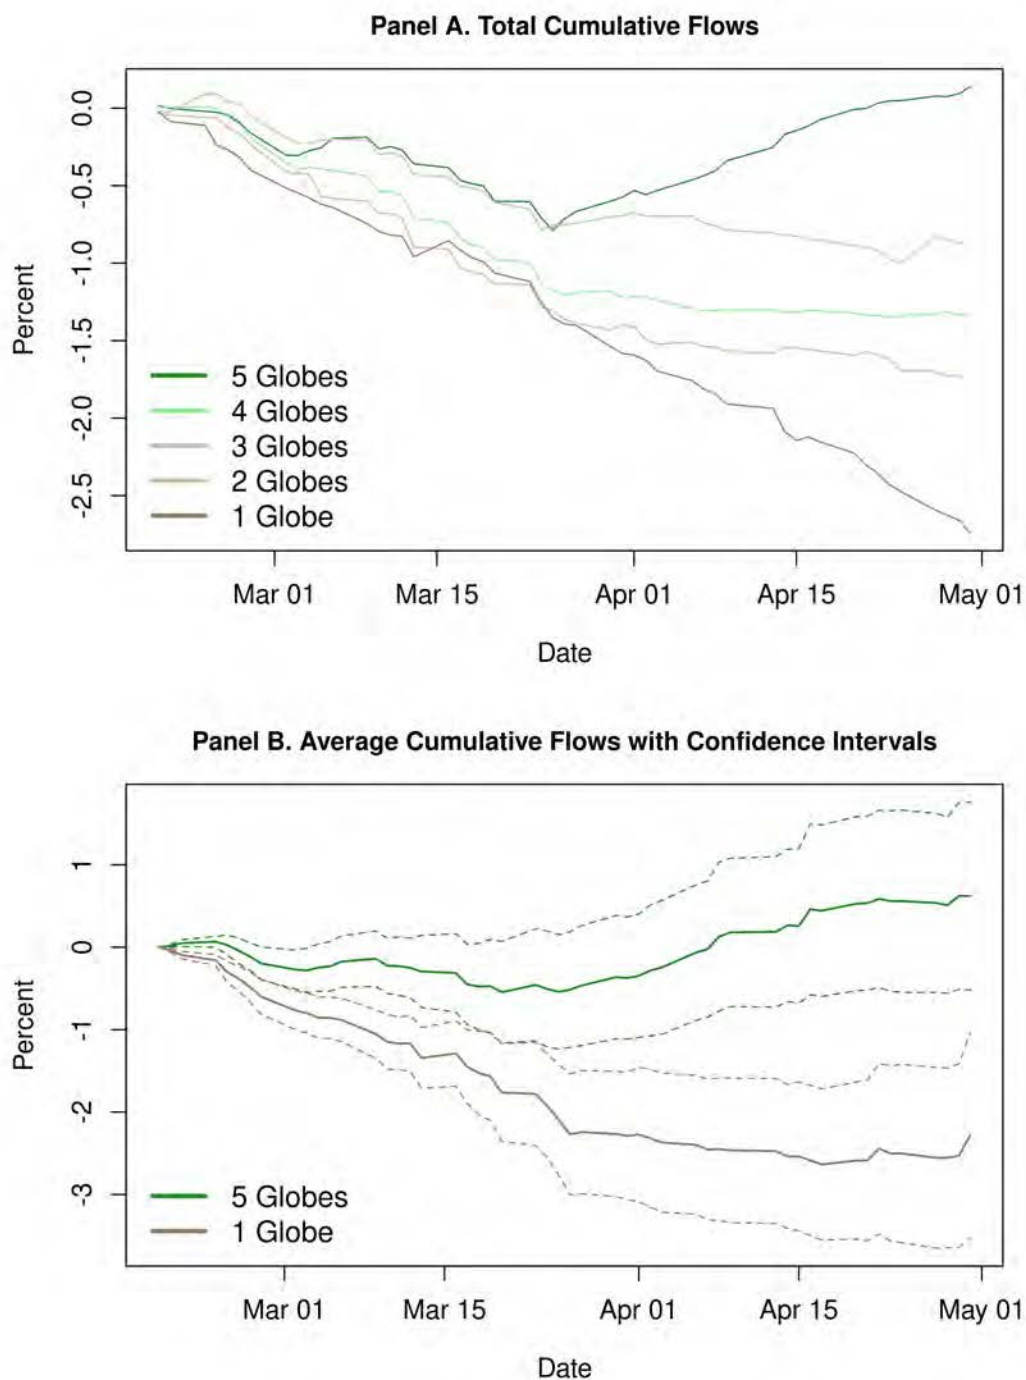 Panel A. Total Cumulative Flows
0.0
-0.5
-1.0
-1.5
-2.0
-2.5
Percent
5 Globes
4 Globes
3 Globes
2 Globes
1 Globe
Mar 01 Mar 15 Apr 01 Apr 15 May 01
Date
Panel B. Average Cumulative Flows with Confidence Intervals
1
0
-1
-2
-3
Percent
5 Globes
1 Globe
Mar 01 Mar 15 Apr 01 Apr 15 May 01
Date